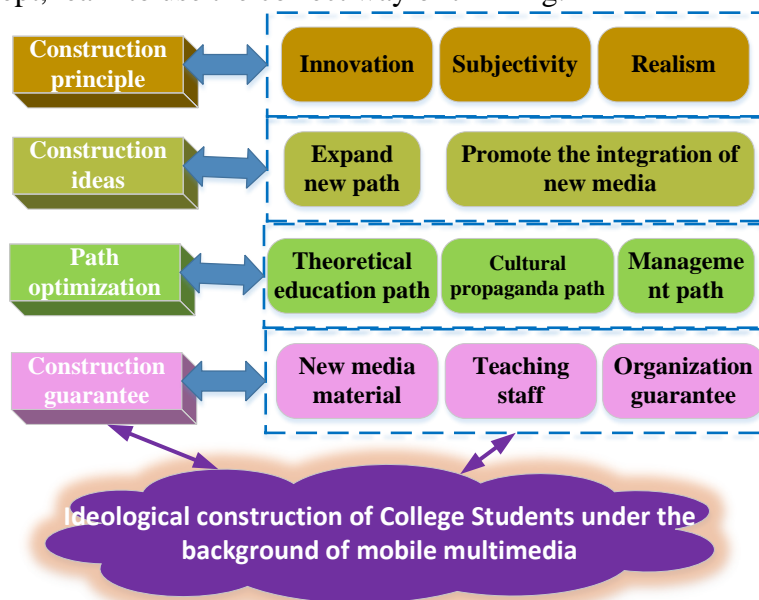 Construction
principle
Innovation
Subjectivity
Realism
Construction
ideas
Expand
new path
Promote the integration of
new media
Path
optimization
Theoretical
education path
Cultural
propaganda path
Manageme
nt path
Construction
guarantee
New media
material
Teaching
staff
Organization
guarantee
Ideological construction of College Students under the
background of mobile multimedia